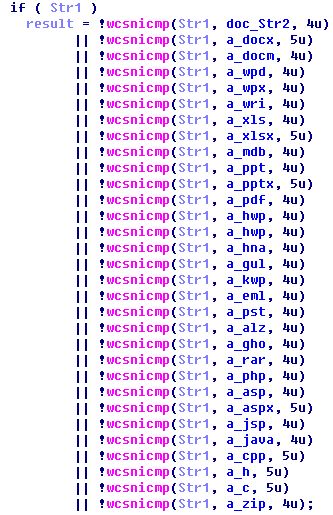 if ( Str1 )
result = !wcsnicmp(Str1, doc_Str2, 4u)
|| !wcsnicmp(Str1, a_docx, 5u)
|| !wcsnicmp(Str1, a_docm, 4u)
|| !wcsnicmp(Str1, a_wpd, 4u)
|| !wcsnicmp(Str1, a_wpx, 4u)
|| !wcsnicmp(Str1, a_wri, 4u)
|| !wcsnicmp(Str1, a_xls, 4u)
|| !wcsnicmp(Str1, a_xlsx, 5u)
|| !wcsnicmp(Str1, a_mdb, 4u)
|| !wcsnicmp(Str1, a_ppt, 4u)
|| !wcsnicmp(Str1, a_pptx, 5u)
|| !wcsnicmp(Str1, a_pdf, 4u)
|| !wcsnicmp(Str1, a_hwp, 4u)
|| !wcsnicmp(Str1, a_hwp, 4u)
|| !wcsnicmp(Str1, a_hna, 4u)
|| !wcsnicmp(Str1, a_gul, 4u)
|| !wcsnicmp(Str1, a_kwp, 4u)
|| !wcsnicmp(Str1, a_eml, 4u)
|| !wcsnicmp(Str1, a_pst, 4u)
|| !wcsnicmp(Str1, a_alz, 4u)
|| !wcsnicmp(Str1, a_gho, 4u)
|| !wcsnicmp(Str1, a_rar, 4u)
|| !wcsnicmp(Str1, a_php, 4u)
|| !wcsnicmp(Str1, a_asp, 4u)
|| !wcsnicmp(Str1, a_aspx, 5u)
|| !wcsnicmp(Str1, a_jsp, 4u)
|| !wcsnicmp(Str1, a_java, 4u)
|| !wcsnicmp(Str1, a_cpp, 5u)
|| !wcsnicmp(Str1, a_h, 5u)
|| !wcsnicmp(Str1, a_c, 5u)
|| !wcsnicmp(Str1, a_zip, 4u);